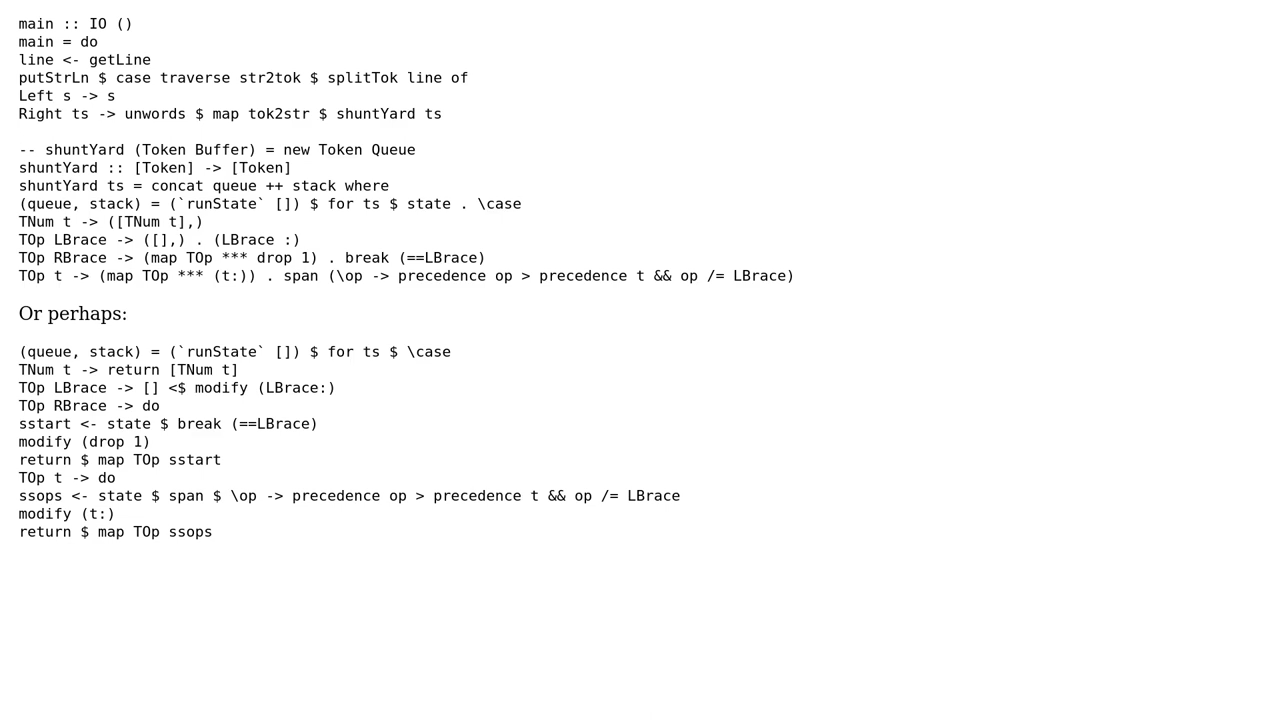 main :: IO ()
main = do
line <- getLine
putStrLn $ case traverse str2tok $ splitTok line of
Left s -> s
Right ts -> unwords $ map tok2str $ shuntYard ts
-- shuntYard (Token Buffer) = new Token Queue
shuntYard :: [Token] -> [Token]
shuntYard ts = concat queue ++ stack where
(queue, stack) = (`runState` []) $ for ts $ state . \case
TNum t -> ([TNum t],)
TOp LBrace -> ([],) . (LBrace :)
TOp RBrace -> (map TOp *** drop 1) . break (==LBrace)
TOp t -> (map TOp *** (t:)) . span (\op -> precedence op > precedence t && op /= LBrace)
Or perhaps:
(queue, stack) = (`runState` []) $ for ts $ \case
TNum t -> return [TNum t]
TOp LBrace -> [] <$ modify (LBrace:)
TOp RBrace -> do
sstart <- state $ break (==LBrace)
modify (drop 1)
return $ map TOp sstart
TOp t -> do
ssops <- state $ span $ \op -> precedence op > precedence t && op /= LBrace
modify (t:)
return $ map TOp ssops